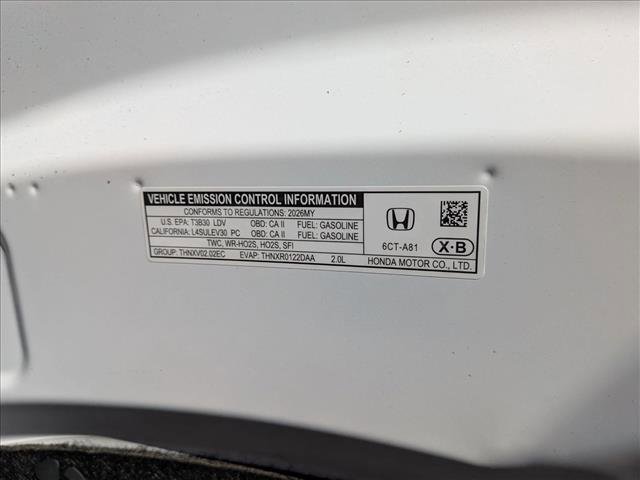 VEHICLE EMISSION CONTROL INFORMATION
CONFORMS TO REGULATIONS: 2026MY
U.S. EPA: T3B30 LDV OBD: CA II FUEL: GASOLINE
CALIFORNIA: L4SULEV30 PC OBD: CA II FUEL: GASOLINE
TWC, WR-HO2S, HO2S, SFI
GROUP: THNXV02.02EC EVAP: THNXR0122DAA 2.0L
6CT-A81 X·B
HONDA MOTOR CO., LTD.